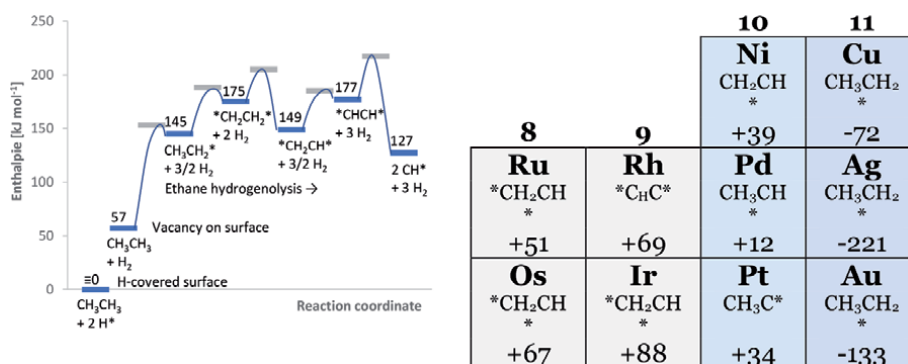 Enthalpie [kJ mol⁻¹]
250
200
150
100
50
0
≡0
CH₃CH₃
+ 2 H*
H-covered surface
57
CH₃CH₃
+ H₂
Vacancy on surface
145
CH₃CH₂*
+ 3/2 H₂
Ethane hydrogenolysis →
175
*CH₂CH₂*
+ 2 H₂
149
*CH₂CH*
+ 3/2 H₂
177
*CHCH*
+ 3 H₂
127
2 CH*
+ 3 H₂
Reaction coordinate
10 11
Ni Cu
CH₂CH CH₃CH₂
* *
+39 -72
8 9
Ru Rh Pd Ag
*CH₂CH *CHC* CH₃CH CH₃CH₂
* * *
+51 +69 +12 -221
Os Ir Pt Au
*CH₂CH *CH₂CH CH₃C* CH₃CH₂
* * *
+67 +88 +34 -133